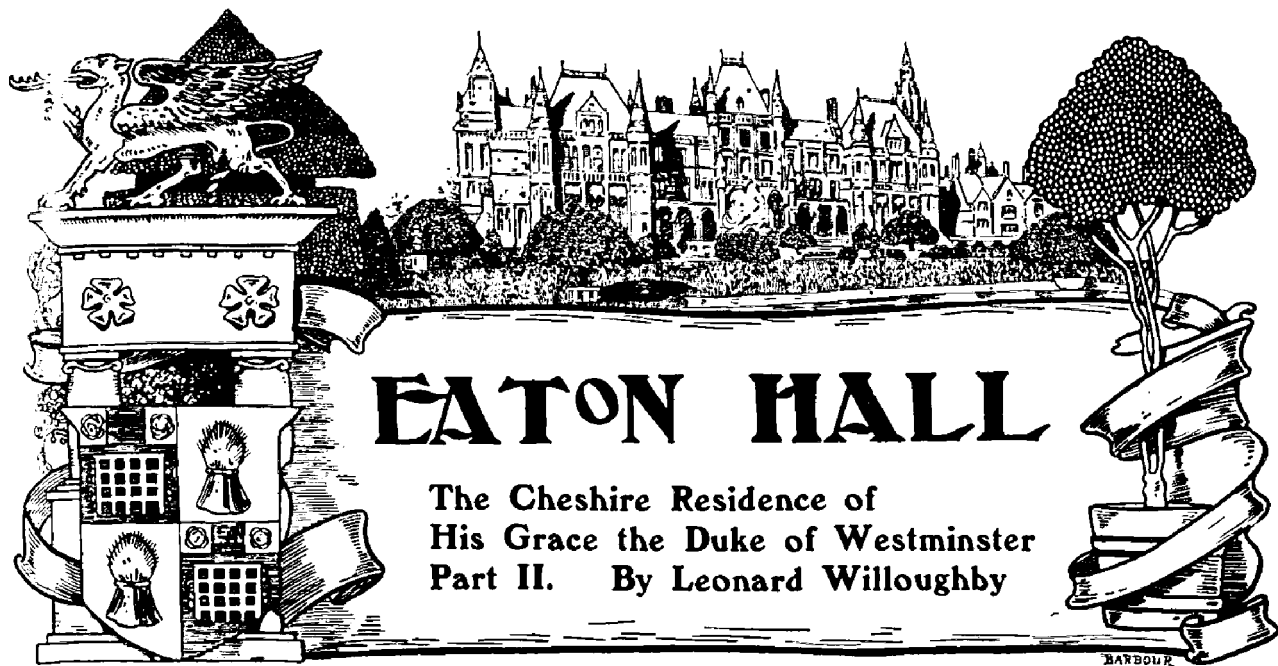 EATON HALL
The Cheshire Residence of
His Grace the Duke of Westminster
Part II. By Leonard Willoughby
BARBOUR